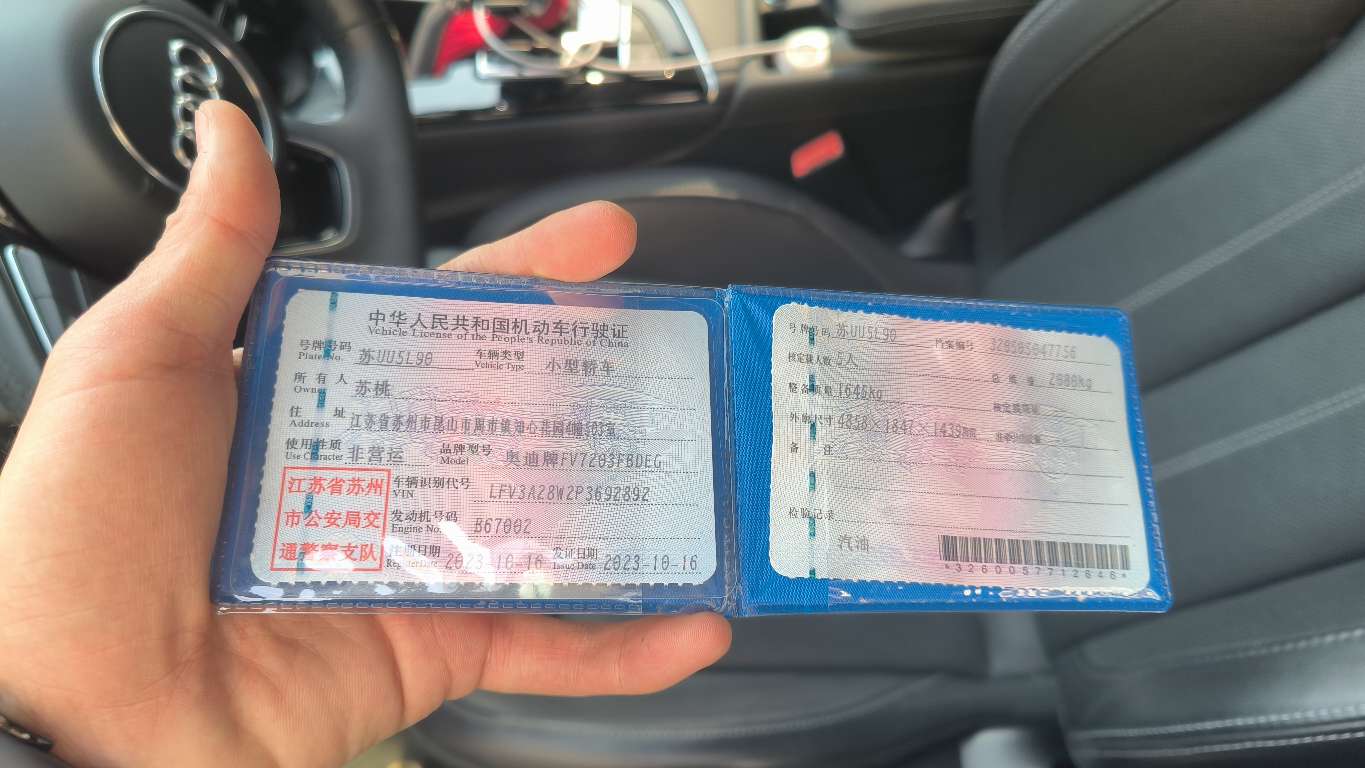 中华人民共和国机动车行驶证
Vehicle License of the People's Republic of China
号牌号码 Plate No. 苏UU5L90 车辆类型 Vehicle Type 小型轿车
所有人 Owner 苏桃
住址 Address 江苏省苏州市昆山市周市镇
使用性质 Use Character 非营运 品牌型号 Model 奥迪牌FV7203FBDEG
江苏省苏州
市公安局交
通警察支队
车辆识别代号 VIN LFV3A28W2P3692892
发动机号码 Engine No. B67002
注册日期 Register Date 2023-10-16 发证日期 Issue Date 2023-10-16
号牌号码 苏UU5L90 档案编号
核定载人数 5人 总质量
整备质量 1645kg 核定载质量
外廓尺寸 4858×1847×1439mm
备注
检验记录
汽油
*3260057712648*